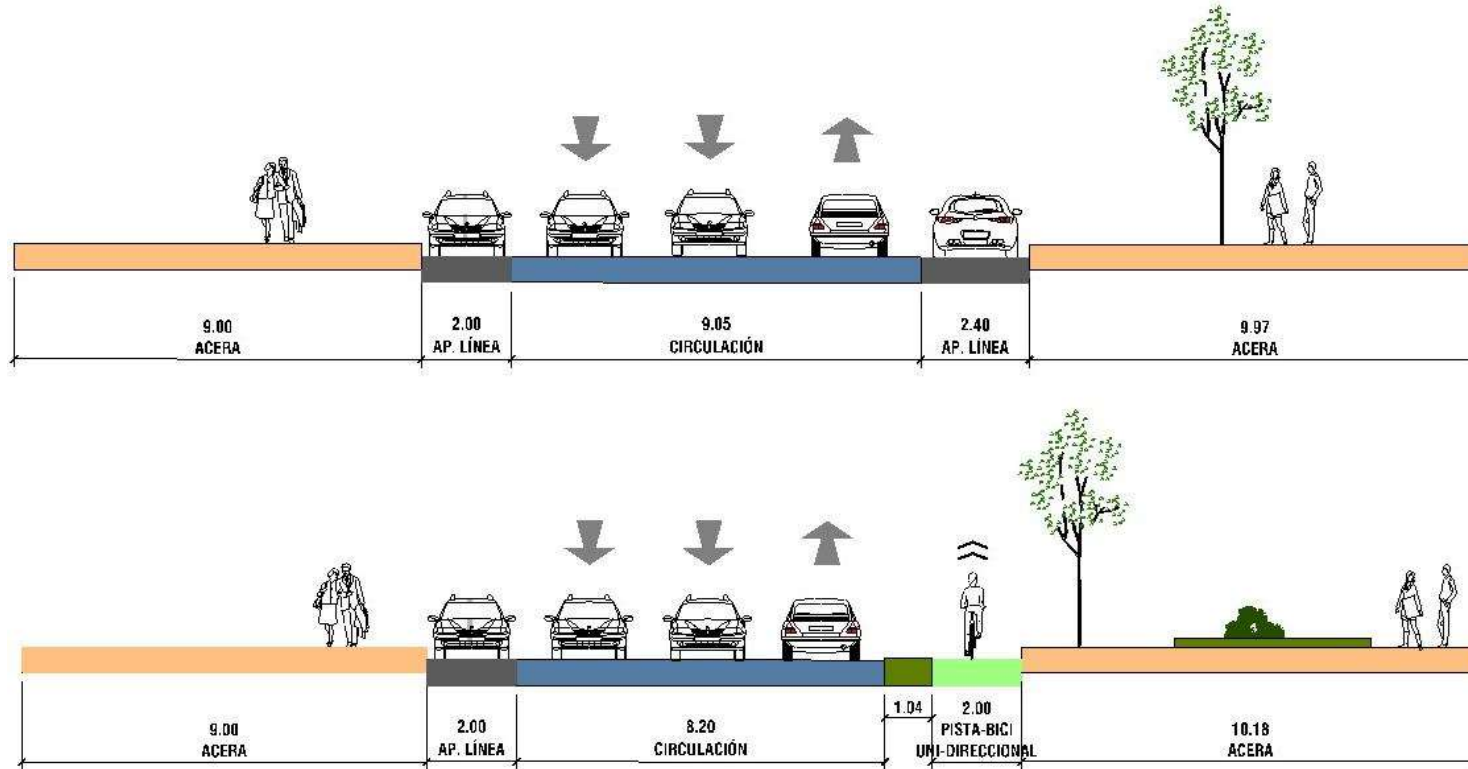 9.00
ACERA
2.00
AP. LÍNEA
9.05
CIRCULACIÓN
2.40
AP. LÍNEA
9.97
ACERA
9.00
ACERA
2.00
AP. LÍNEA
8.20
CIRCULACIÓN
1.04
2.00
PISTA-BICI
UNI-DIRECCIONAL
10.18
ACERA